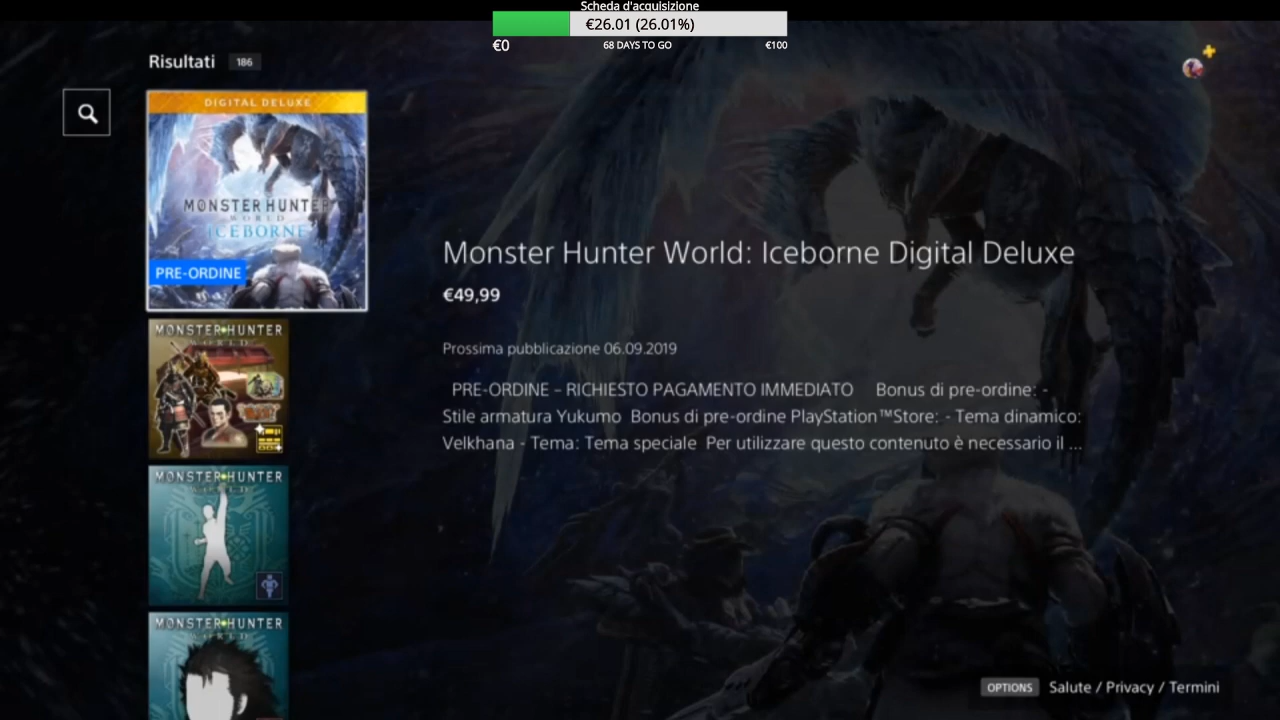 Scheda d'acquisizione
€26.01 (26.01%)
€0
68 DAYS TO GO
€100
Risultati 186
DIGITAL DELUXE
MONSTER HUNTER
WORLD
ICEBORNE
PRE-ORDINE
Monster Hunter World: Iceborne Digital Deluxe
€49,99
Prossima pubblicazione 06.09.2019
PRE-ORDINE – RICHIESTO PAGAMENTO IMMEDIATO Bonus di pre-ordine: -
Stile armatura Yukumo Bonus di pre-ordine PlayStation™Store: - Tema dinamico:
Velkhana - Tema: Tema speciale Per utilizzare questo contenuto è necessario il ...
MONSTER HUNTER
WORLD
MONSTER HUNTER
WORLD
MONSTER HUNTER
WORLD
OPTIONS Salute / Privacy / Termini